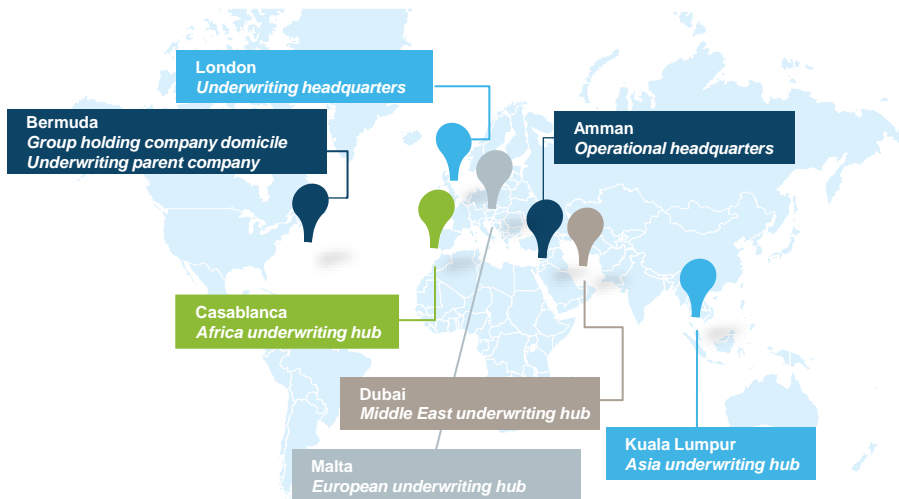 London
Underwriting headquarters
Bermuda
Group holding company domicile
Underwriting parent company
Amman
Operational headquarters
Casablanca
Africa underwriting hub
Dubai
Middle East underwriting hub
Kuala Lumpur
Asia underwriting hub
Malta
European underwriting hub